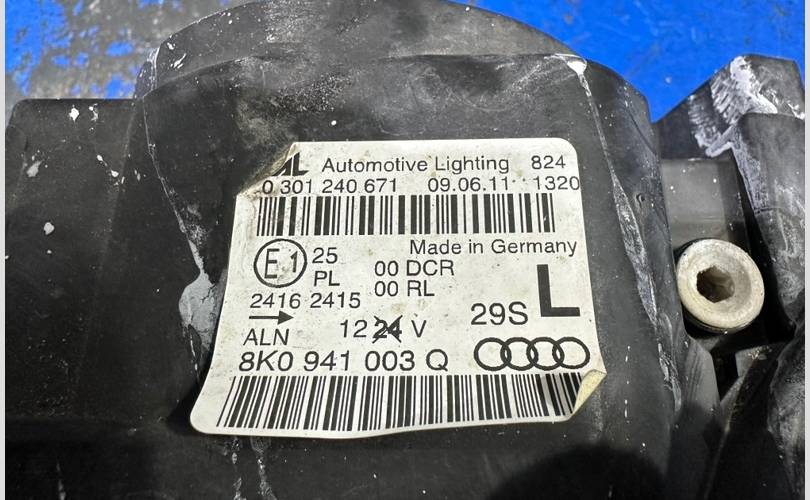 AL Automotive Lighting 824
0 301 240 671 09.06.11 1320
Made in Germany
E1 25 00 DCR
PL 00 RL
2416 2415
29S L
ALN 12 24 V
8K0 941 003 Q